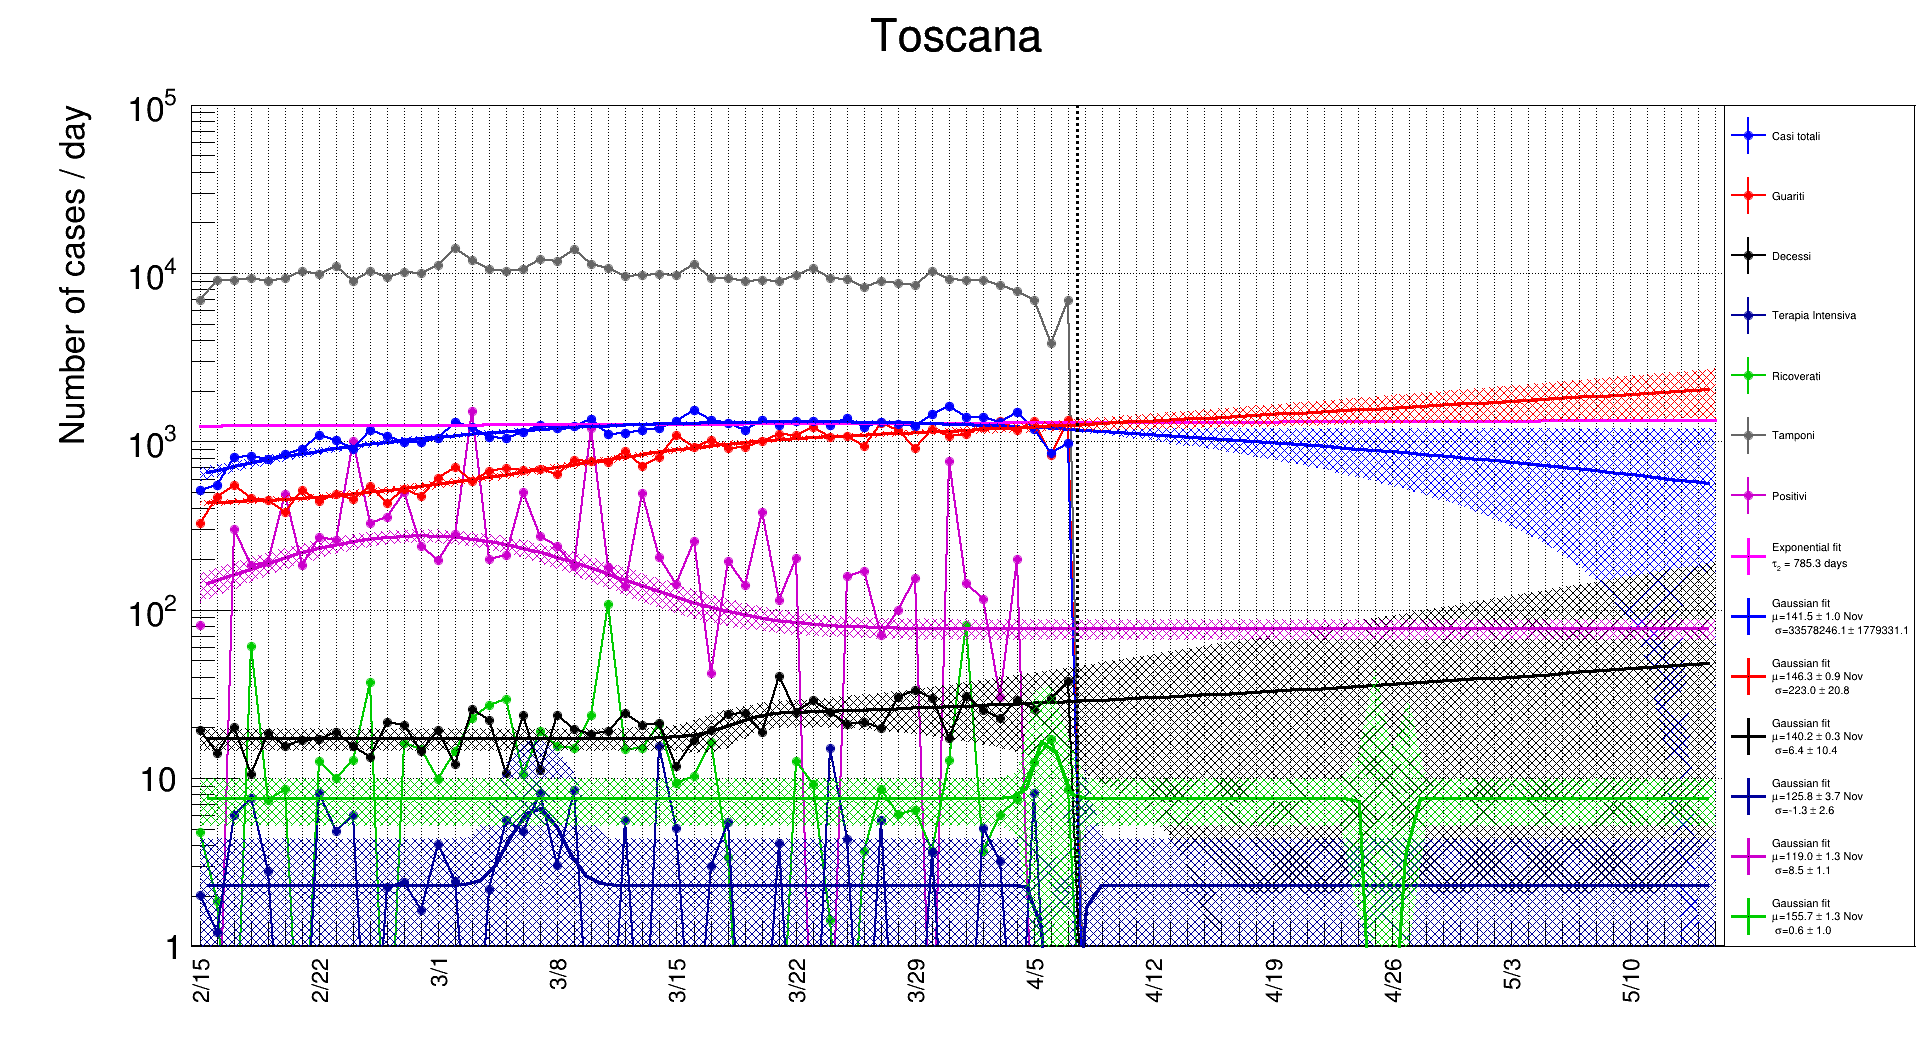 Toscana
Number of cases / day
10^5
10^4
10^3
10^2
10
1
2/15
2/22
3/1
3/8
3/15
3/22
3/29
4/5
4/12
4/19
4/26
5/3
5/10
Casi totali
Guariti
Decessi
Terapia Intensiva
Ricoverati
Tamponi
Positivi
Exponential fit
τ₂ = 785.3 days
Gaussian fit
μ=141.5 ± 1.0 Nov
σ=33578246.1 ± 1779331.1
Gaussian fit
μ=146.3 ± 0.9 Nov
σ=223.0 ± 20.8
Gaussian fit
μ=140.2 ± 0.3 Nov
σ=6.4 ± 10.4
Gaussian fit
μ=125.8 ± 3.7 Nov
σ=-1.3 ± 2.6
Gaussian fit
μ=119.0 ± 1.3 Nov
σ=8.5 ± 1.1
Gaussian fit
μ=155.7 ± 1.3 Nov
σ=0.6 ± 1.0